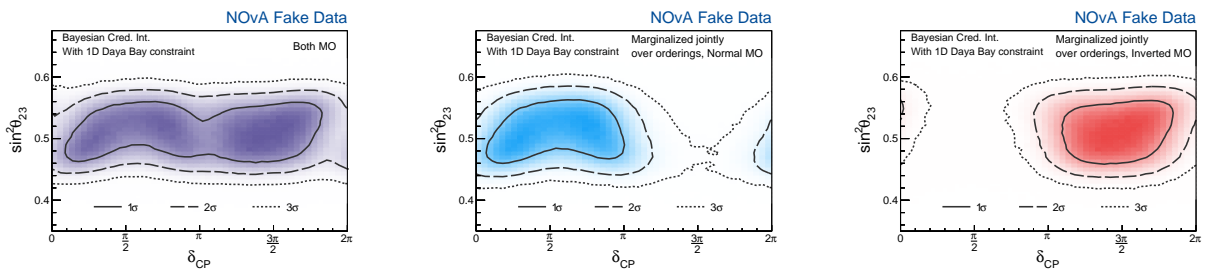 NOvA Fake Data
Bayesian Cred. Int.
With 1D Daya Bay constraint
Both MO
0.6
0.5
0.4
sin²θ₂₃
1σ 2σ 3σ
0 π/2 π 3π/2 2π
δCP
NOvA Fake Data
Bayesian Cred. Int.
With 1D Daya Bay constraint
Marginalized jointly
over orderings, Normal MO
0.6
0.5
0.4
sin²θ₂₃
1σ 2σ 3σ
0 π/2 π 3π/2 2π
δCP
NOvA Fake Data
Bayesian Cred. Int.
With 1D Daya Bay constraint
Marginalized jointly
over orderings, Inverted MO
0.6
0.5
0.4
sin²θ₂₃
1σ 2σ 3σ
0 π/2 π 3π/2 2π
δCP